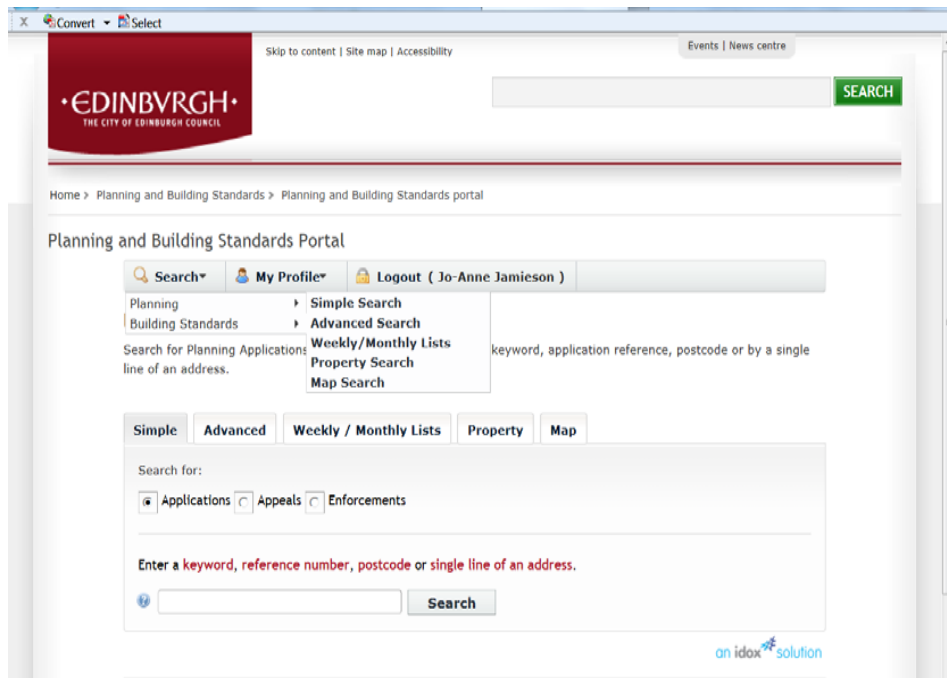 X Convert Select
Skip to content | Site map | Accessibility
Events | News centre
·EDINBVRGH·
THE CITY OF EDINBURGH COUNCIL
SEARCH
Home > Planning and Building Standards > Planning and Building Standards portal
Planning and Building Standards Portal
Search My Profile Logout ( Jo-Anne Jamieson )
Planning
Building Standards
Simple Search
Advanced Search
Weekly/Monthly Lists
Property Search
Map Search
Search for Planning Applications keyword, application reference, postcode or by a single
line of an address.
Simple Advanced Weekly / Monthly Lists Property Map
Search for:
Applications Appeals Enforcements
Enter a keyword, reference number, postcode or single line of an address.
? Search
an idox solution